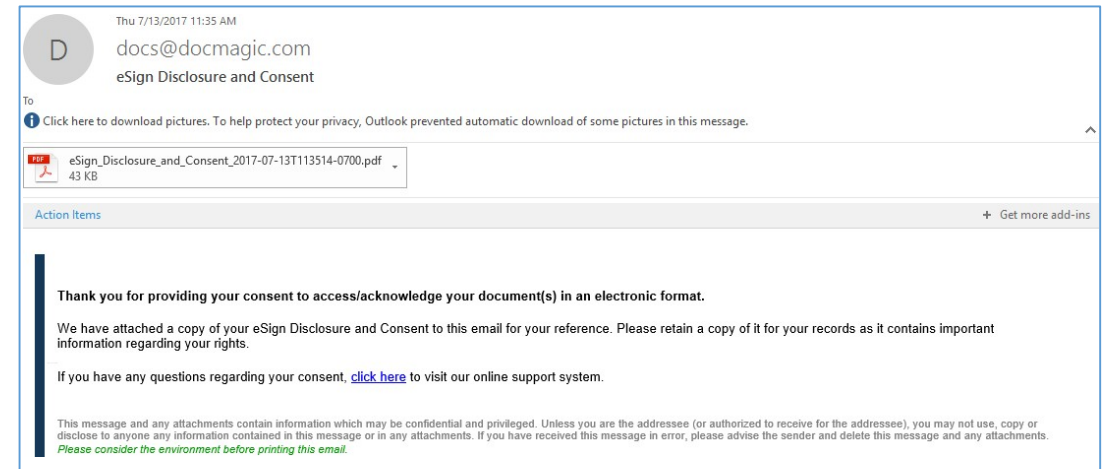 Thu 7/13/2017 11:35 AM
D
docs@docmagic.com
eSign Disclosure and Consent
To
Click here to download pictures. To help protect your privacy, Outlook prevented automatic download of some pictures in this message.
PDF
eSign_Disclosure_and_Consent_2017-07-13T113514-0700.pdf
43 KB
Action Items
+ Get more add-ins
Thank you for providing your consent to access/acknowledge your document(s) in an electronic format.
We have attached a copy of your eSign Disclosure and Consent to this email for your reference. Please retain a copy of it for your records as it contains important
information regarding your rights.
If you have any questions regarding your consent, click here to visit our online support system.
This message and any attachments contain information which may be confidential and privileged. Unless you are the addressee (or authorized to receive for the addressee), you may not use, copy or
disclose to anyone any information contained in this message or in any attachments. If you have received this message in error, please advise the sender and delete this message and any attachments.
Please consider the environment before printing this email.